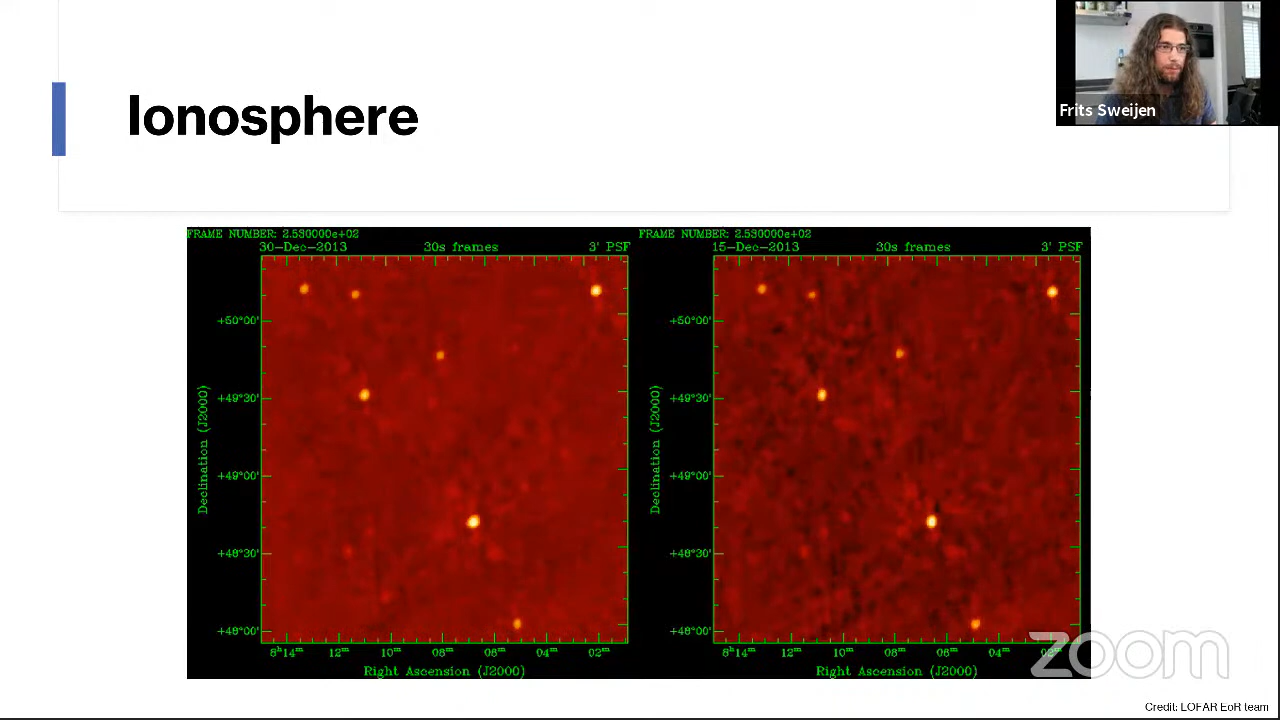 Frits Sweijen
Ionosphere
FRAME NUMBER: 2.530000e+02
30-Dec-2013 30s frames 3' PSF
+50°00'
+49°30'
+49°00'
+48°30'
+48°00'
Declination (J2000)
8ʰ14ᵐ 12ᵐ 10ᵐ 08ᵐ 06ᵐ 04ᵐ 02ᵐ
Right Ascension (J2000)
FRAME NUMBER: 2.530000e+02
15-Dec-2013 30s frames 3' PSF
+50°00'
+49°30'
+49°00'
+48°30'
+48°00'
Declination (J2000)
8ʰ14ᵐ 12ᵐ 10ᵐ 08ᵐ 06ᵐ 04ᵐ 02ᵐ
Right Ascension (J2000)
zoom
Credit: LOFAR EoR team